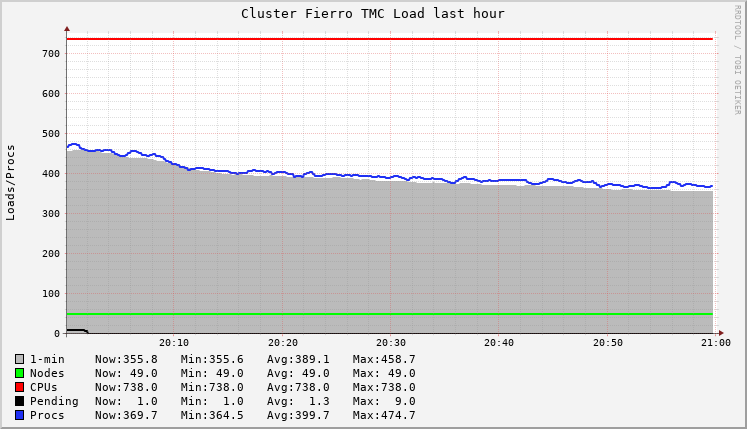 Cluster Fierro TMC Load last hour
RRDTOOL / TOBI OETIKER
Loads/Procs
700
600
500
400
300
200
100
0
20:10 20:20 20:30 20:40 20:50 21:00
1-min Now:355.8 Min:355.6 Avg:389.1 Max:458.7
Nodes Now: 49.0 Min: 49.0 Avg: 49.0 Max: 49.0
CPUs Now:738.0 Min:738.0 Avg:738.0 Max:738.0
Pending Now: 1.0 Min: 1.0 Avg: 1.3 Max: 9.0
Procs Now:369.7 Min:364.5 Avg:399.7 Max:474.7